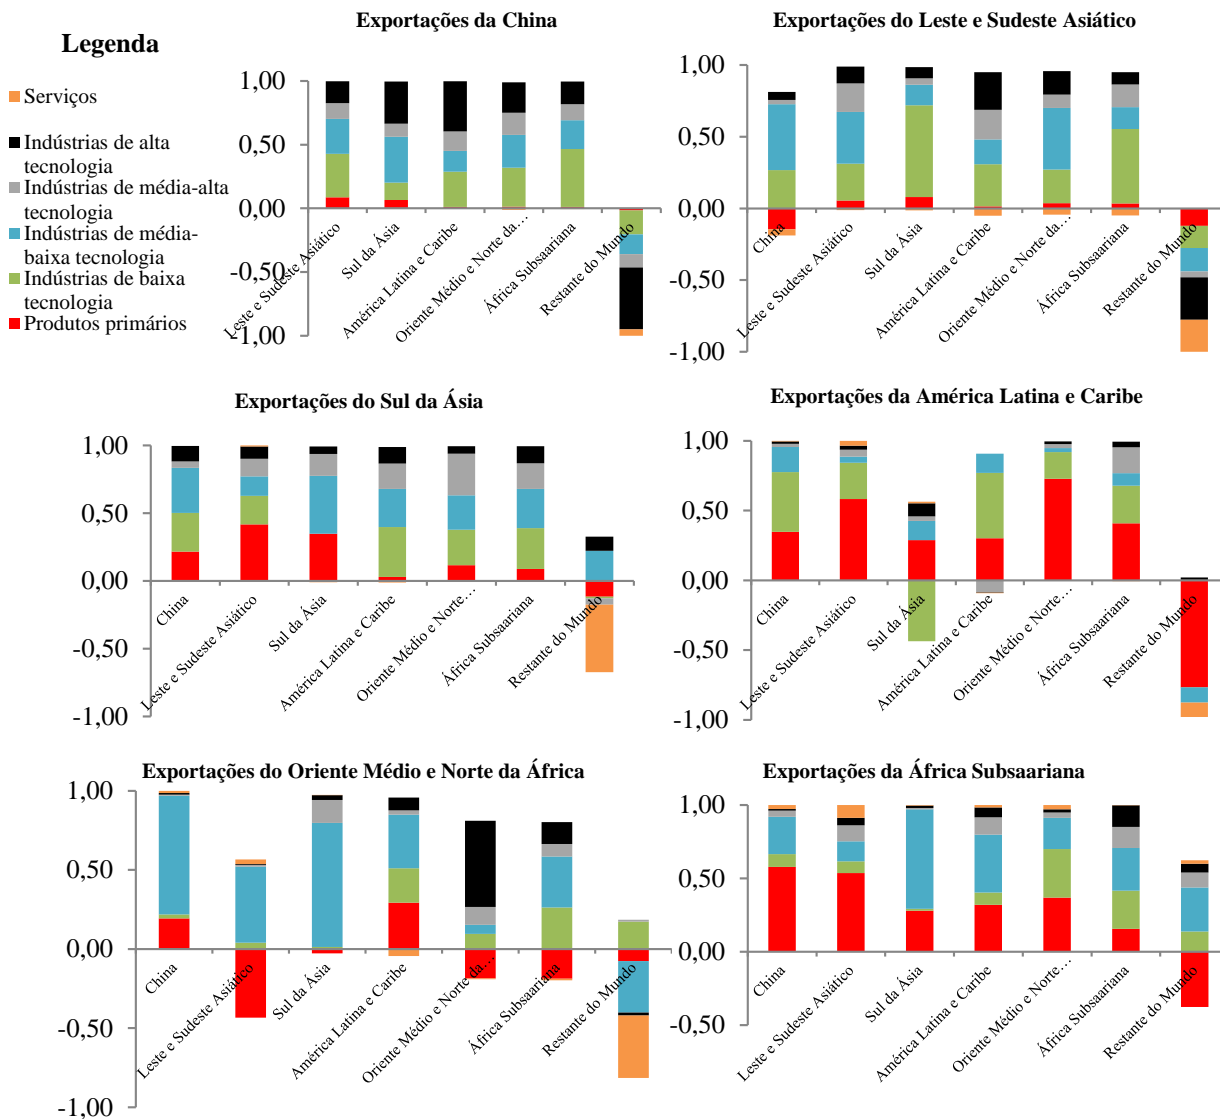 Legenda
Serviços
Indústrias de alta
tecnologia
Indústrias de média-alta
tecnologia
Indústrias de média-
baixa tecnologia
Indústrias de baixa
tecnologia
Produtos primários
Exportações da China
1,00
0,50
0,00
-0,50
-1,00
Leste e Sudeste Asiático
Sul da Ásia
América Latina e Caribe
Oriente Médio e Norte da…
África Subsaariana
Restante do Mundo
Exportações do Leste e Sudeste Asiático
1,00
0,50
0,00
-0,50
-1,00
China
Leste e Sudeste Asiático
Sul da Ásia
América Latina e Caribe
Oriente Médio e Norte da…
África Subsaariana
Restante do Mundo
Exportações do Sul da Ásia
1,00
0,50
0,00
-0,50
-1,00
China
Leste e Sudeste Asiático
Sul da Ásia
América Latina e Caribe
Oriente Médio e Norte…
África Subsaariana
Restante do Mundo
Exportações da América Latina e Caribe
1,00
0,50
0,00
-0,50
-1,00
China
Leste e Sudeste Asiático
Sul da Ásia
América Latina e Caribe
Oriente Médio e Norte…
África Subsaariana
Restante do Mundo
Exportações do Oriente Médio e Norte da África
1,00
0,50
0,00
-0,50
-1,00
China
Leste e Sudeste Asiático
Sul da Ásia
América Latina e Caribe
Oriente Médio e Norte da…
África Subsaariana
Restante do Mundo
Exportações da África Subsaariana
1,00
0,50
0,00
-0,50
China
Leste e Sudeste Asiático
Sul da Ásia
América Latina e Caribe
Oriente Médio e Norte…
África Subsaariana
Restante do Mundo